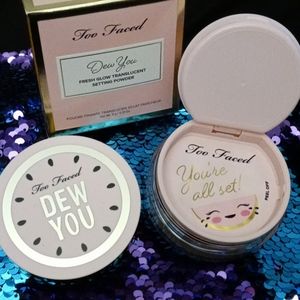 Too Faced
Dew You
FRESH GLOW TRANSLUCENT
SETTING POWDER
Too Faced
DEW
YOU
Too Faced
You're
all set!
PEEL OFF